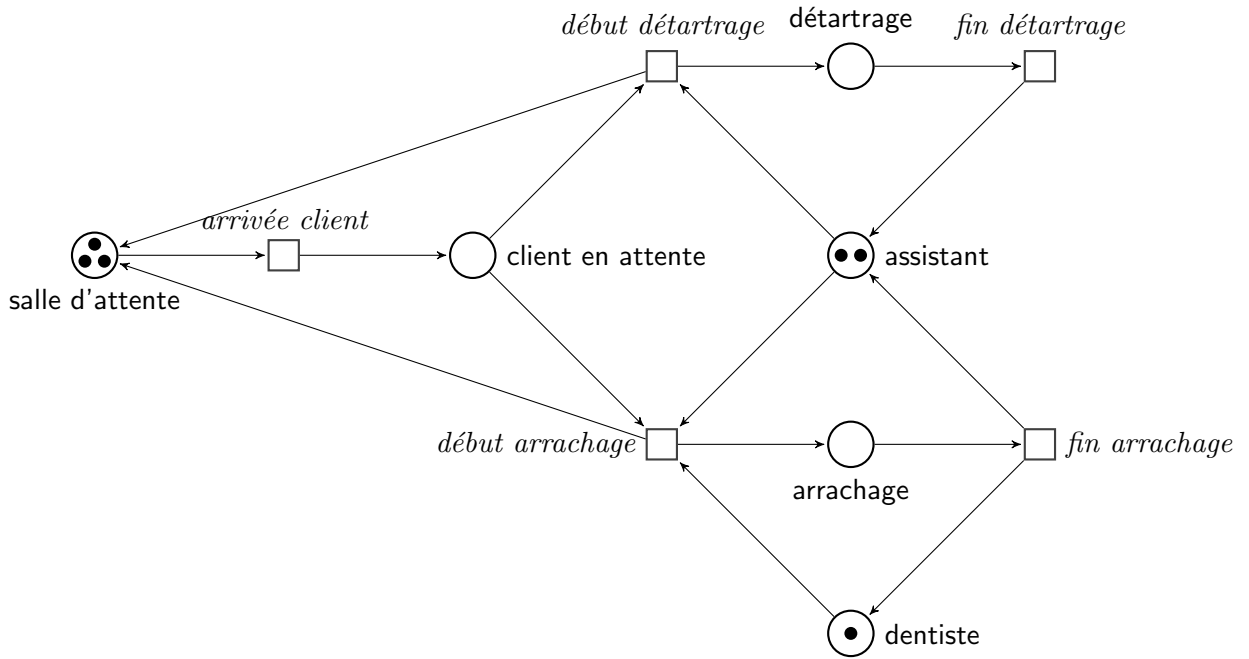 début détartrage
détartrage
fin détartrage
arrivée client
client en attente
assistant
salle d'attente
début arrachage
fin arrachage
arrachage
dentiste